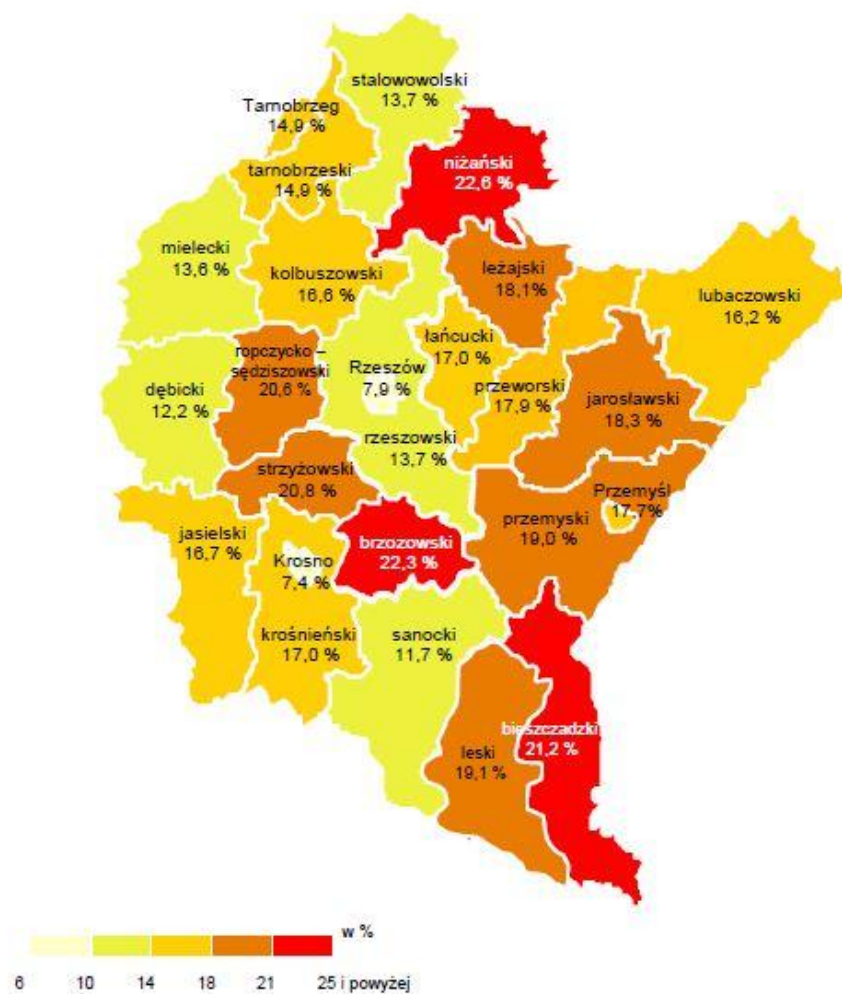 stalowowolski
13,7 %
Tarnobrzeg
14,9 %
niżański
22,6 %
tarnobrzeski
14,9 %
mielecki
13,6 %
kolbuszowski
16,6 %
leżajski
18,1%
lubaczowski
16,2 %
ropczycko –
sędziszowski
20,6 %
Rzeszów
7,9 %
łańcucki
17,0 %
dębicki
12,2 %
przeworski
17,9 %
jarosławski
18,3 %
rzeszowski
13,7 %
strzyżowski
20,8 %
Przemyśl
17,7%
przemyski
19,0 %
jasielski
16,7 %
brzozowski
22,3 %
Krosno
7,4 %
krośnieński
17,0 %
sanocki
11,7 %
bieszczadzki
21,2 %
leski
19,1 %
w %
6 10 14 18 21 25 i powyżej